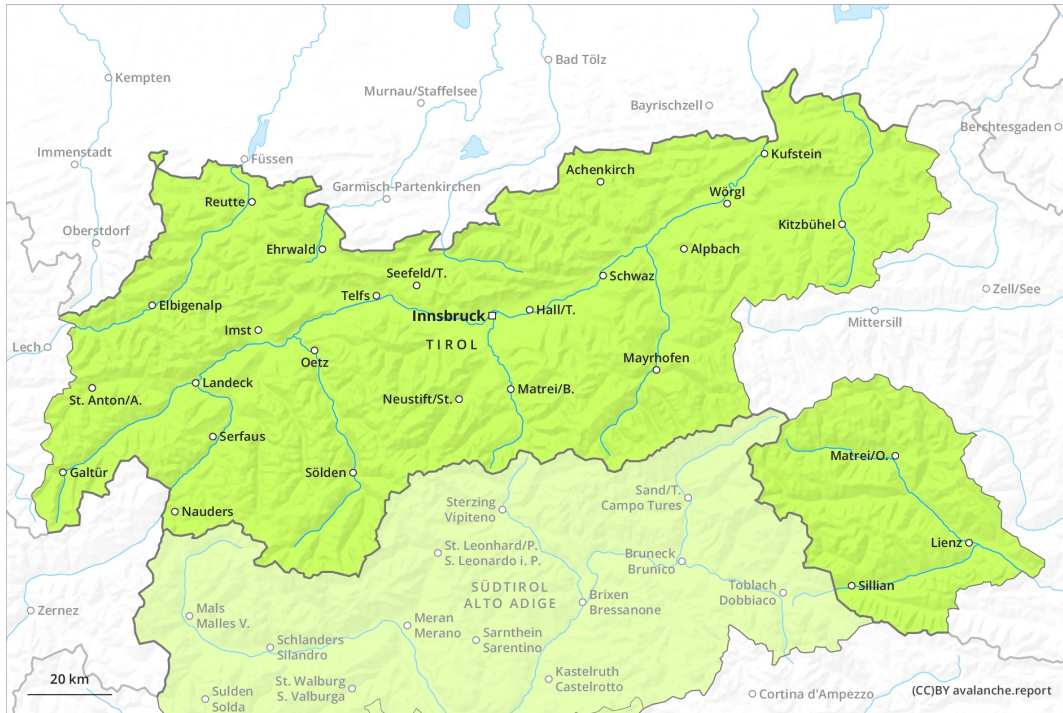 Kempten
Bad Tölz
Murnau/Staffelsee
Bayrischzell
Berchtesgaden
Immenstadt
Füssen
Kufstein
Achenkirch
Garmisch-Partenkirchen
Wörgl
Reutte
Oberstdorf
Kitzbühel
Ehrwald
Alpbach
Seefeld/T.
Schwaz
Zell/See
Telfs
Elbigenalp
Innsbruck
Hall/T.
Mittersill
Imst
TIROL
Lech
Oetz
Mayrhofen
Landeck
St. Anton/A.
Neustift/St.
Matrei/B.
Serfaus
Matrei/O.
Galtür
Sölden
Sand/T.
Campo Tures
Sterzing
Vipiteno
Nauders
Lienz
St. Leonhard/P.
S. Leonardo i. P.
Bruneck
Brunico
SÜDTIROL
ALTO ADIGE
Toblach
Dobbiaco
Sillian
Brixen
Bressanone
Zernez
Mals
Malles V.
Meran
Merano
Sarnthein
Sarentino
Schlanders
Silandro
Kastelruth
Castelrotto
St. Walburg
S. Valburga
20 km
Sulden
Solda
Cortina d'Ampezzo
(CC)BY avalanche.report